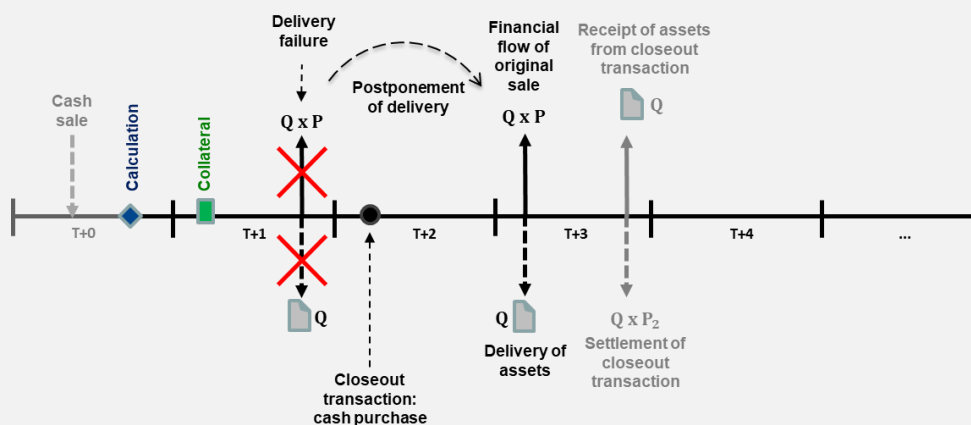 Delivery
failure
Q x P
Postponement
of delivery
Financial
flow of
original
sale
Q x P
Receipt of assets
from closeout
transaction
Q
Cash
sale
Calculation
Collateral
T+0
T+1
T+2
T+3
T+4
...
Q
Q
Delivery of
assets
Q x P₂
Settlement of
closeout
transaction
Closeout
transaction:
cash purchase